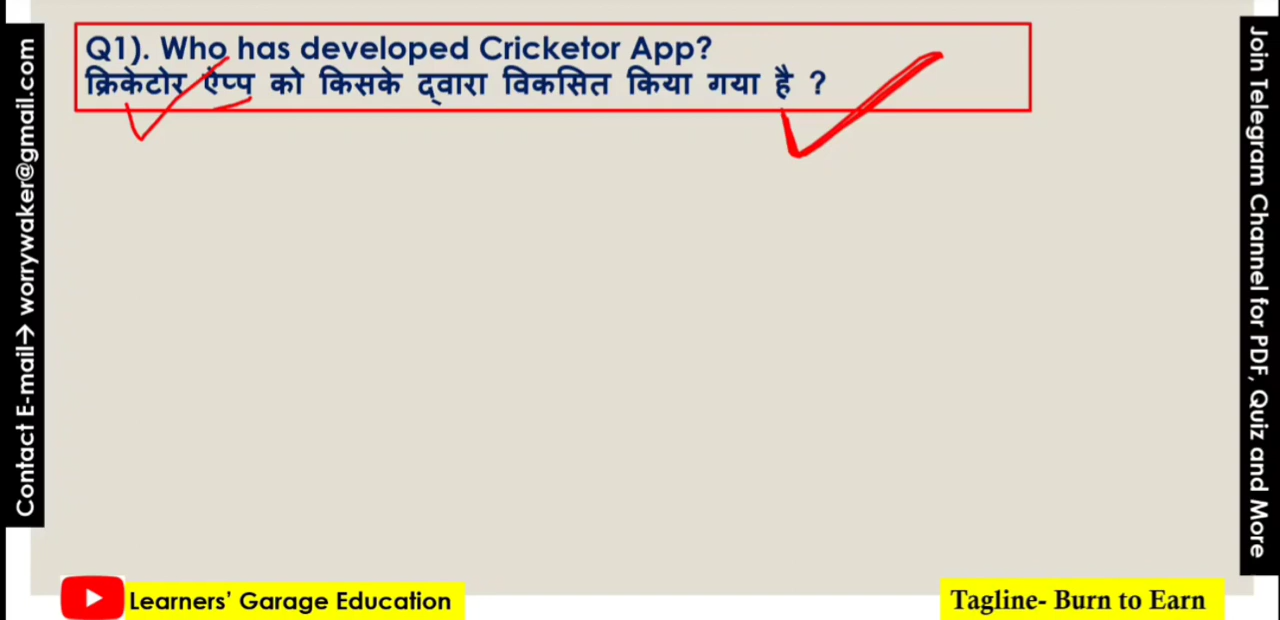 Q1). Who has developed Cricketor App?
क्रिकेटोर ऐप्प को किसके द्वारा विकसित किया गया है ?
Contact E-mail→ worrywaker@gmail.com
Join Telegram Channel for PDF, Quiz and More
Learners’ Garage Education
Tagline- Burn to Earn